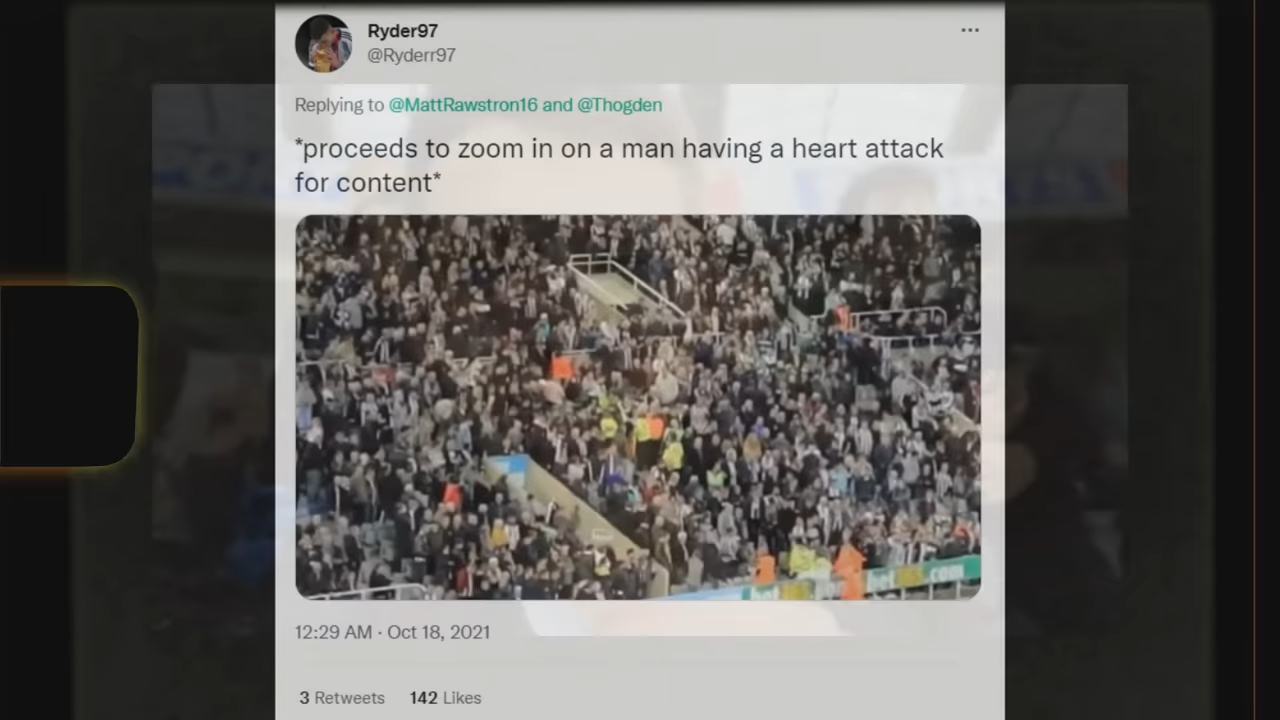 Ryder97
@Ryderr97
Replying to @MattRawstron16 and @Thogden
*proceeds to zoom in on a man having a heart attack
for content*
12:29 AM · Oct 18, 2021
3 Retweets 142 Likes